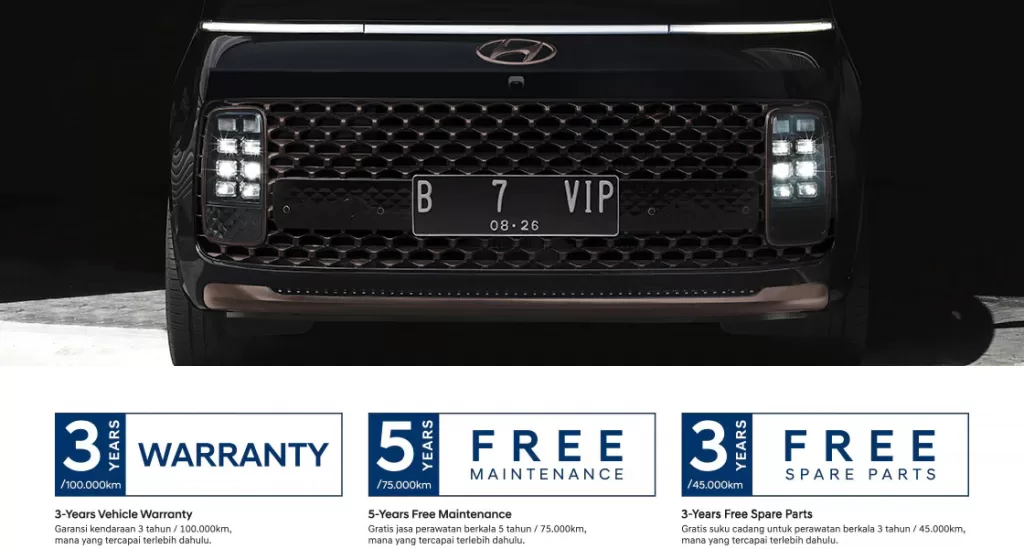 B 7 VIP
08·26
3 YEARS
/100.000km
WARRANTY
5 YEARS
/75.000km
FREE
MAINTENANCE
3 YEARS
/45.000km
FREE
SPARE PARTS
3-Years Vehicle Warranty
Garansi kendaraan 3 tahun / 100.000km,
mana yang tercapai terlebih dahulu.
5-Years Free Maintenance
Gratis jasa perawatan berkala 5 tahun / 75.000km,
mana yang tercapai terlebih dahulu.
3-Years Free Spare Parts
Gratis suku cadang untuk perawatan berkala 3 tahun / 45.000km,
mana yang tercapai terlebih dahulu.